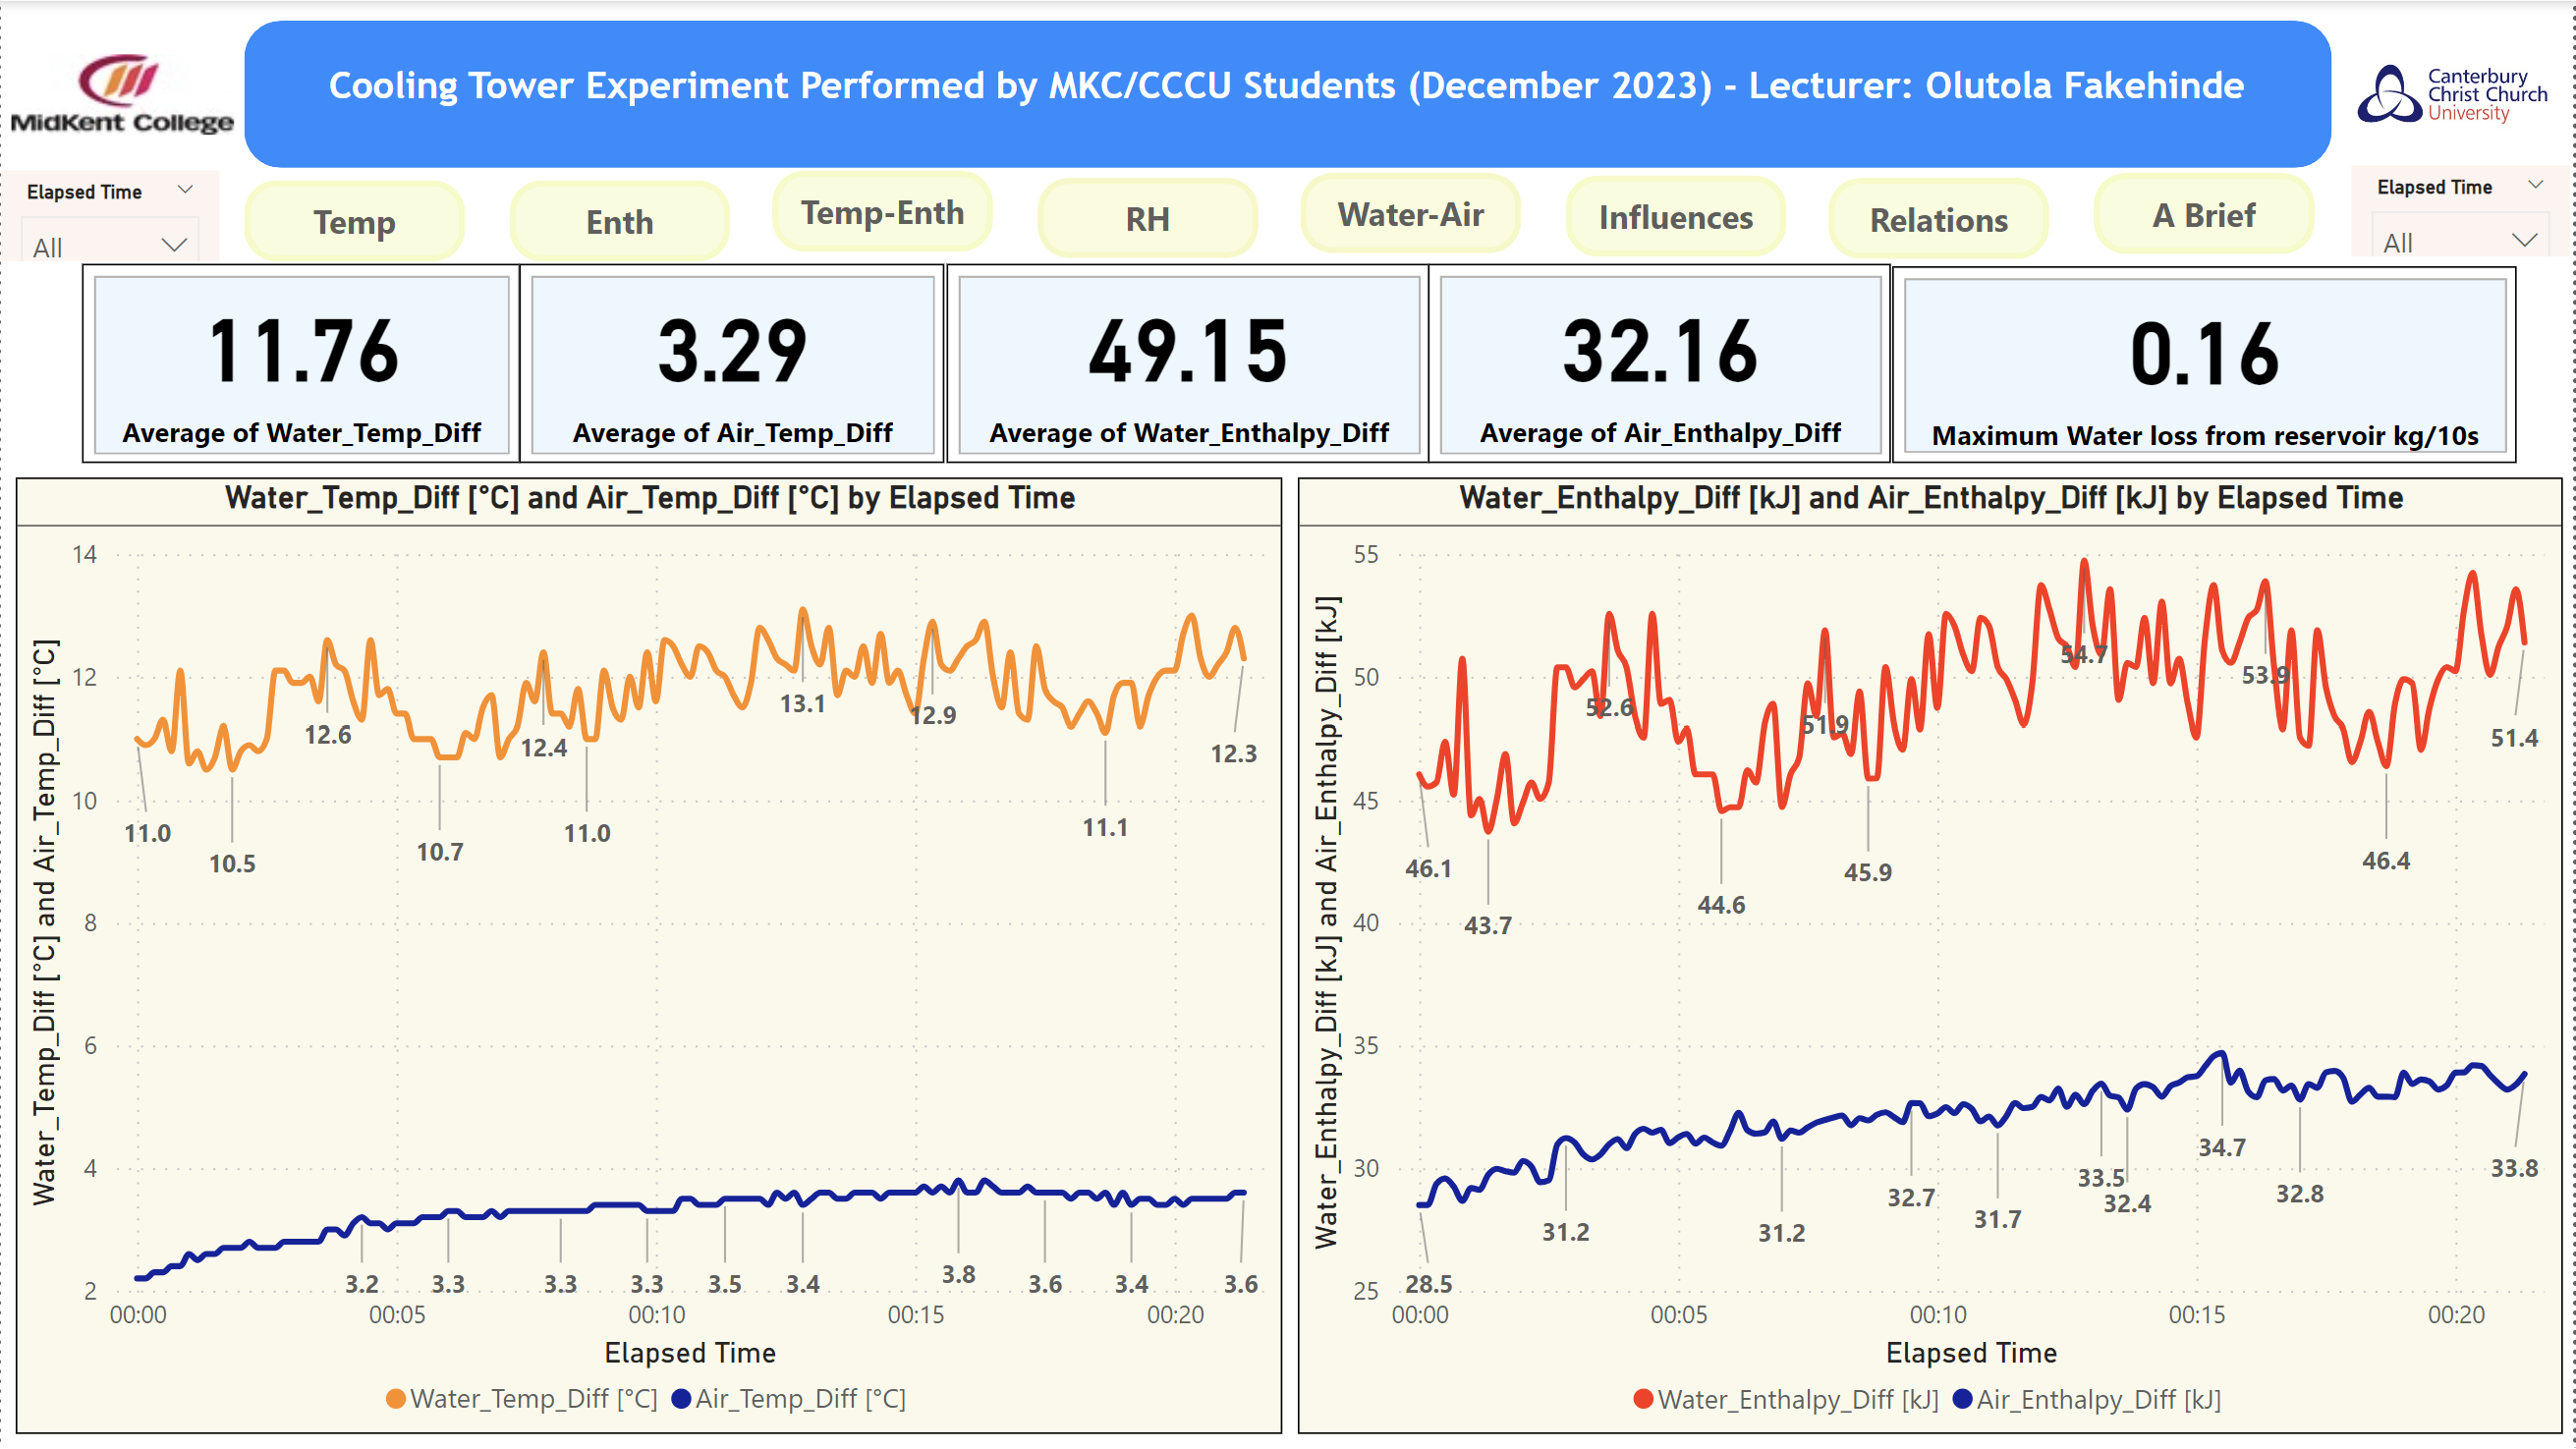 MidKent College
Cooling Tower Experiment Performed by MKC/CCCU Students (December 2023) - Lecturer: Olutola Fakehinde
Canterbury
Christ Church
University
Elapsed Time
All
Temp
Enth
Temp-Enth
RH
Water-Air
Influences
Relations
A Brief
Elapsed Time
All
11.76
Average of Water_Temp_Diff
3.29
Average of Air_Temp_Diff
49.15
Average of Water_Enthalpy_Diff
32.16
Average of Air_Enthalpy_Diff
0.16
Maximum Water loss from reservoir kg/10s
Water_Temp_Diff [°C] and Air_Temp_Diff [°C] by Elapsed Time
Water_Temp_Diff [°C] and Air_Temp_Diff [°C]
14
12
10
8
6
4
2
11.0
10.5
12.6
10.7
12.4
11.0
13.1
12.9
11.1
12.3
3.2
3.3
3.3
3.3
3.5
3.4
3.8
3.6
3.4
3.6
00:00
00:05
00:10
00:15
00:20
Elapsed Time
Water_Temp_Diff [°C]
Air_Temp_Diff [°C]
Water_Enthalpy_Diff [kJ] and Air_Enthalpy_Diff [kJ] by Elapsed Time
Water_Enthalpy_Diff [kJ] and Air_Enthalpy_Diff [kJ]
55
50
45
40
35
30
25
46.1
43.7
52.6
44.6
51.9
45.9
54.7
53.9
46.4
51.4
28.5
31.2
31.2
32.7
31.7
33.5
32.4
34.7
32.8
33.8
00:00
00:05
00:10
00:15
00:20
Elapsed Time
Water_Enthalpy_Diff [kJ]
Air_Enthalpy_Diff [kJ]